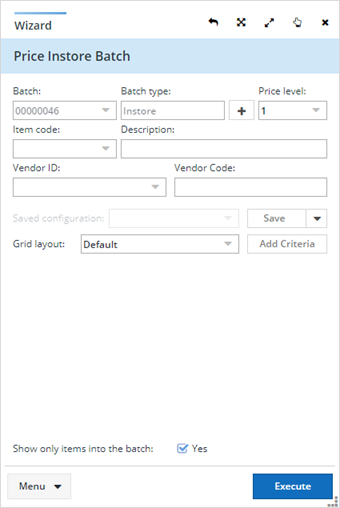 Wizard
Price Instore Batch
Batch: Batch type: Price level:
00000046 Instore 1
Item code: Description:
Vendor ID: Vendor Code:
Saved configuration: Save
Grid layout: Default Add Criteria
Show only items into the batch: Yes
Menu Execute